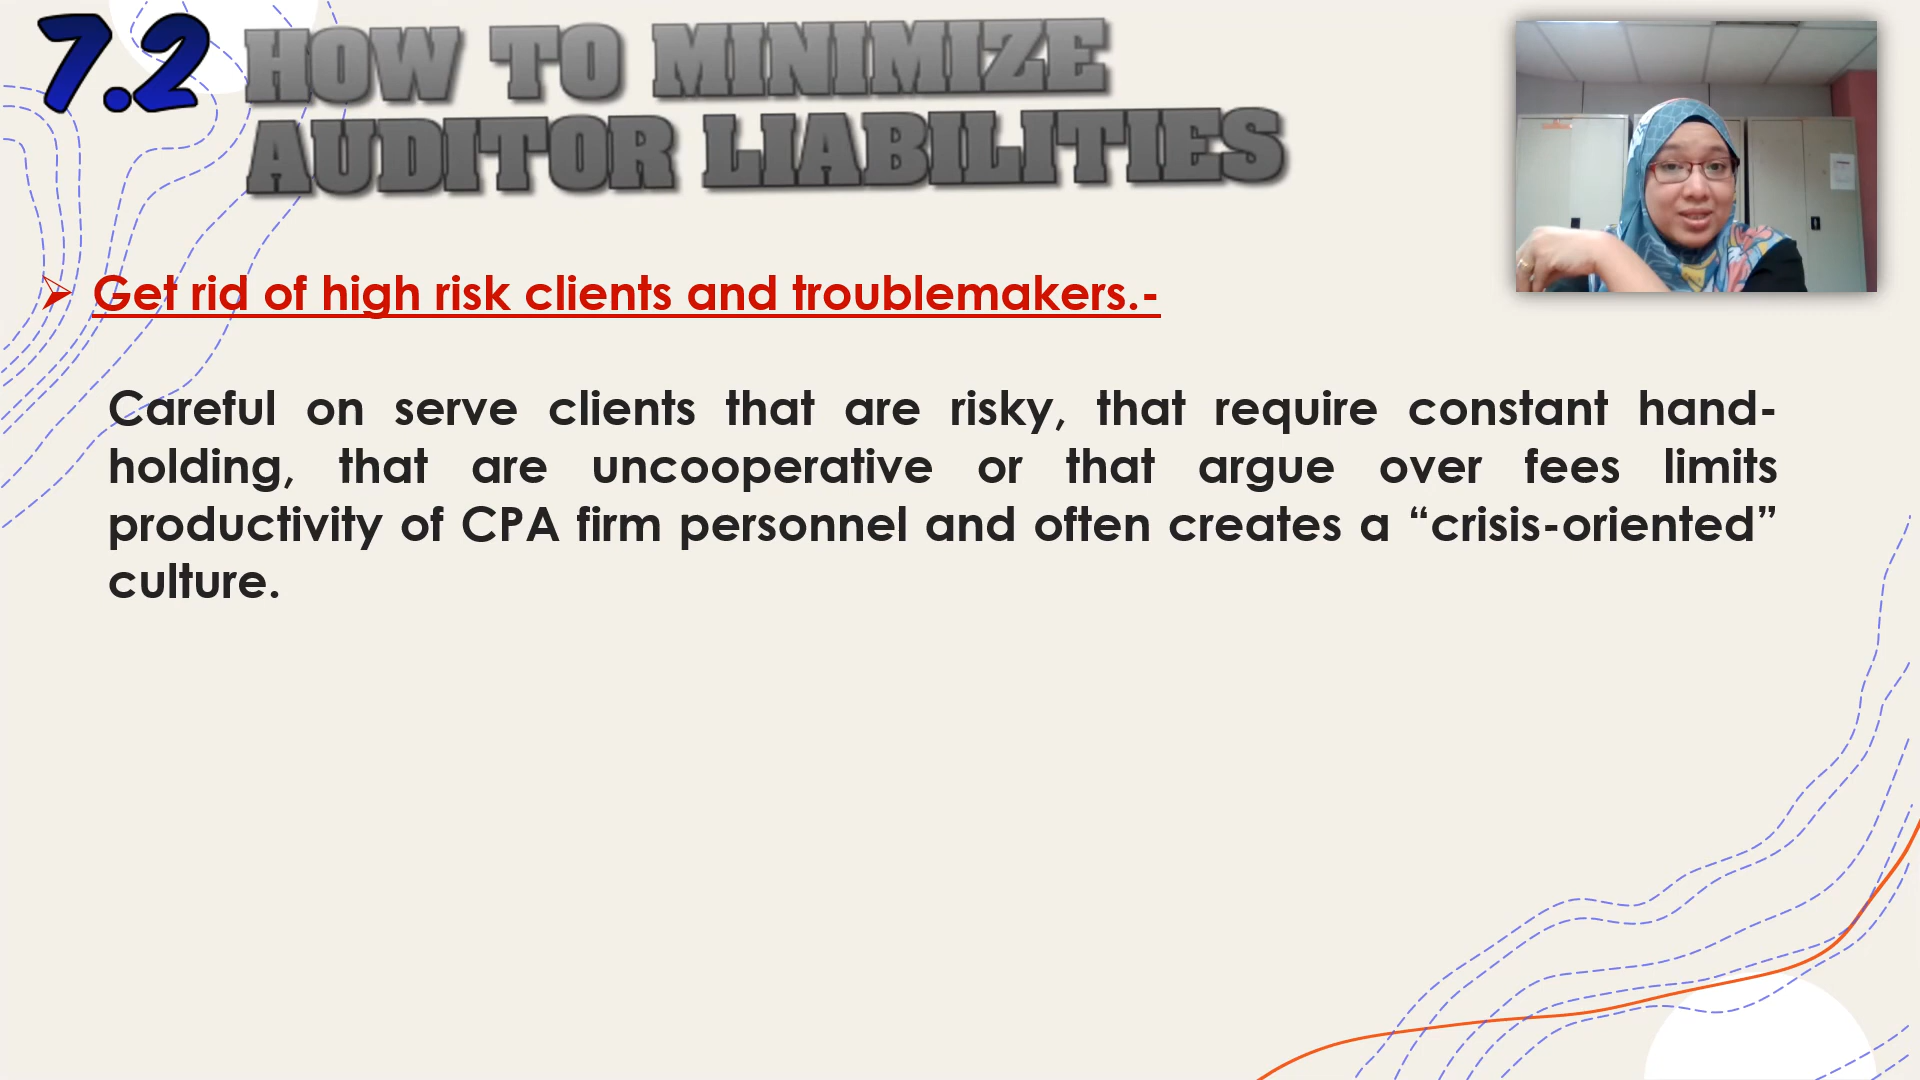 7.2 HOW TO MINIMIZE
AUDITOR LIABILITIES
Get rid of high risk clients and troublemakers.-
Careful on serve clients that are risky, that require constant hand-
holding, that are uncooperative or that argue over fees limits
productivity of CPA firm personnel and often creates a “crisis-oriented”
culture.